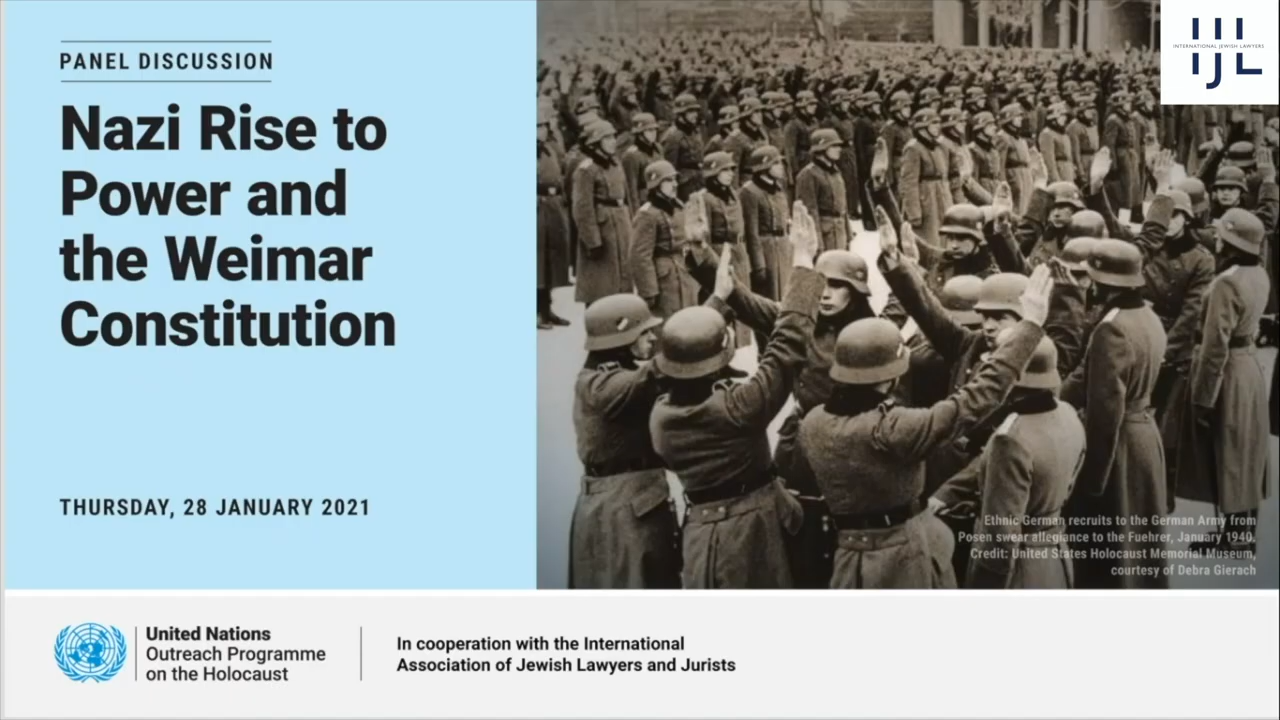 PANEL DISCUSSION
Nazi Rise to
Power and
the Weimar
Constitution
THURSDAY, 28 JANUARY 2021
IJL
INTERNATIONAL JEWISH LAWYERS
Ethnic German recruits to the German Army from
Posen swear allegiance to the Fuehrer, January 1940.
Credit: United States Holocaust Memorial Museum,
courtesy of Debra Gierach
United Nations
Outreach Programme
on the Holocaust
In cooperation with the International
Association of Jewish Lawyers and Jurists